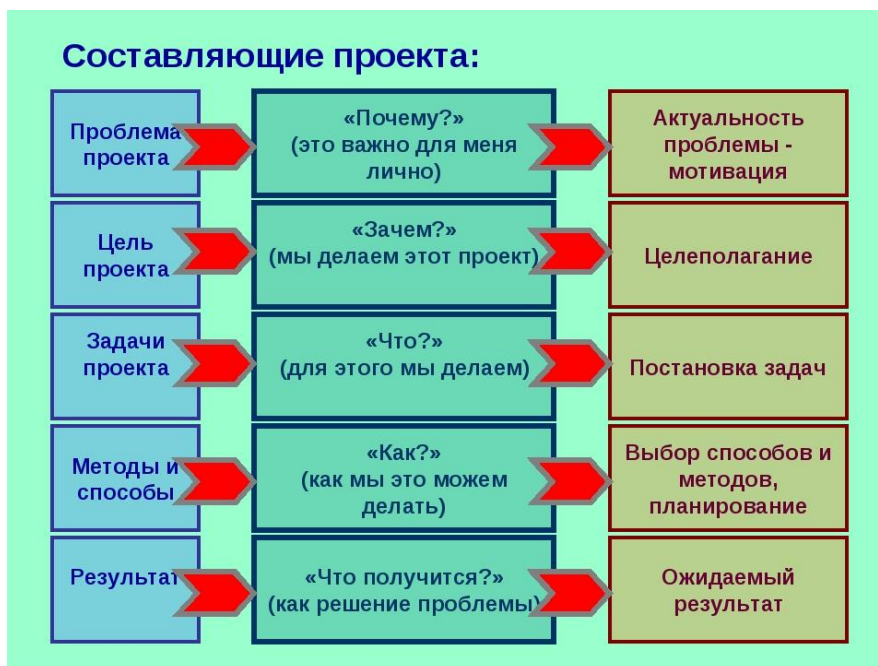 Составляющие проекта:
Проблема
проекта
«Почему?»
(это важно для меня
лично)
Актуальность
проблемы -
мотивация
Цель
проекта
«Зачем?»
(мы делаем этот проект)
Целеполагание
Задачи
проекта
«Что?»
(для этого мы делаем)
Постановка задач
Методы и
способы
«Как?»
(как мы это можем
делать)
Выбор способов и
методов,
планирование
Результат
«Что получится?»
(как решение проблемы)
Ожидаемый
результат